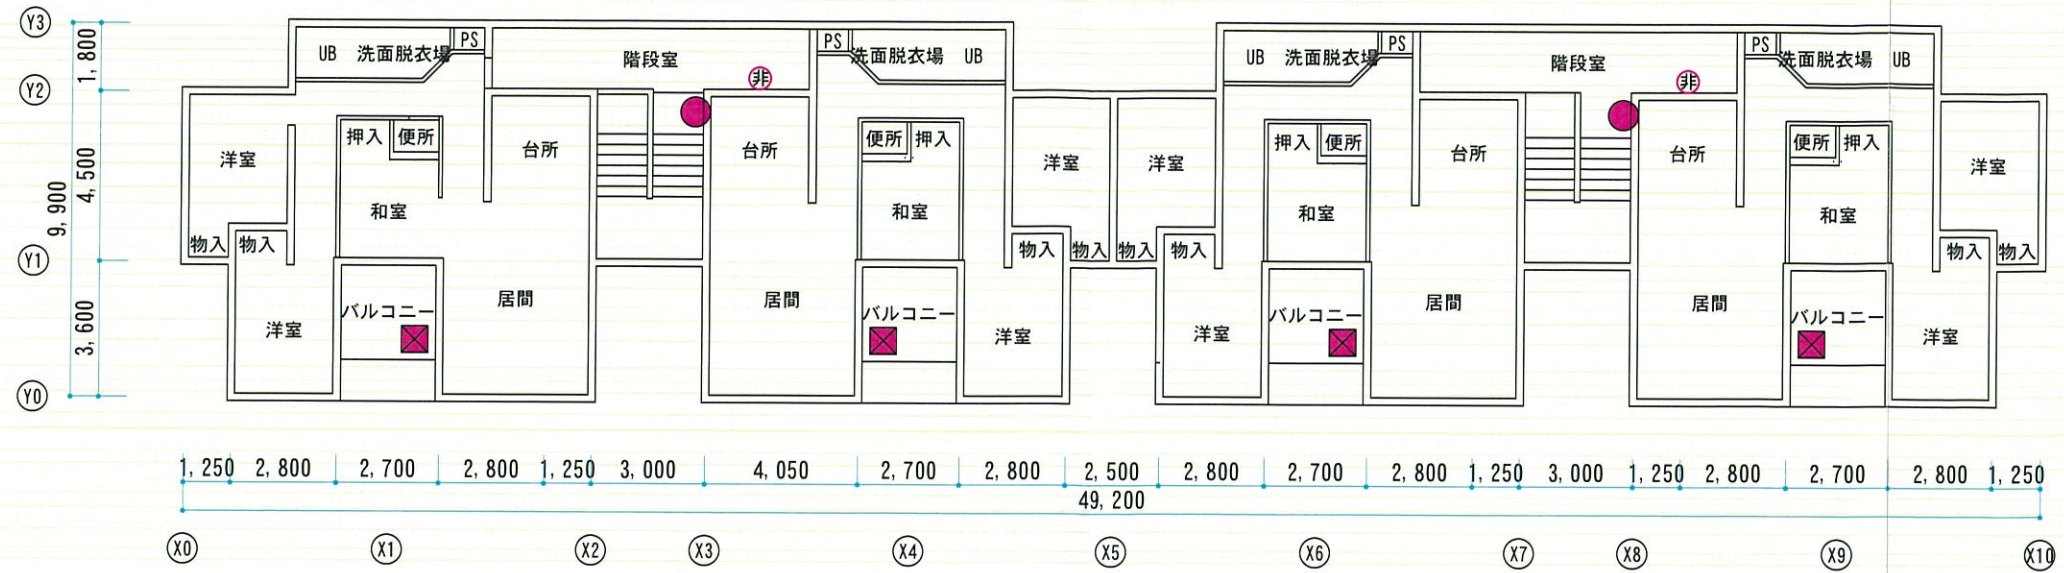 Y3
1,800
UB 洗面脱衣場 PS 階段室 非 PS 洗面脱衣場 UB
UB 洗面脱衣場 PS 階段室 非 PS 洗面脱衣場 UB
Y2
4,500
9,900
洋室 押入 便所 台所 台所 便所 押入 洋室 洋室 押入 便所 台所 台所 便所 押入 洋室
和室 和室 和室 和室
物入 物入 物入 物入 物入 物入 物入 物入
Y1
3,600
洋室 バルコニー 居間 居間 バルコニー 洋室 洋室 バルコニー 居間 居間 バルコニー 洋室
Y0
1,250 2,800 2,700 2,800 1,250 3,000 4,050 2,700 2,800 2,500 2,800 2,700 2,800 1,250 3,000 1,250 2,800 2,700 2,800 1,250
49,200
X0 X1 X2 X3 X4 X5 X6 X7 X8 X9 X10